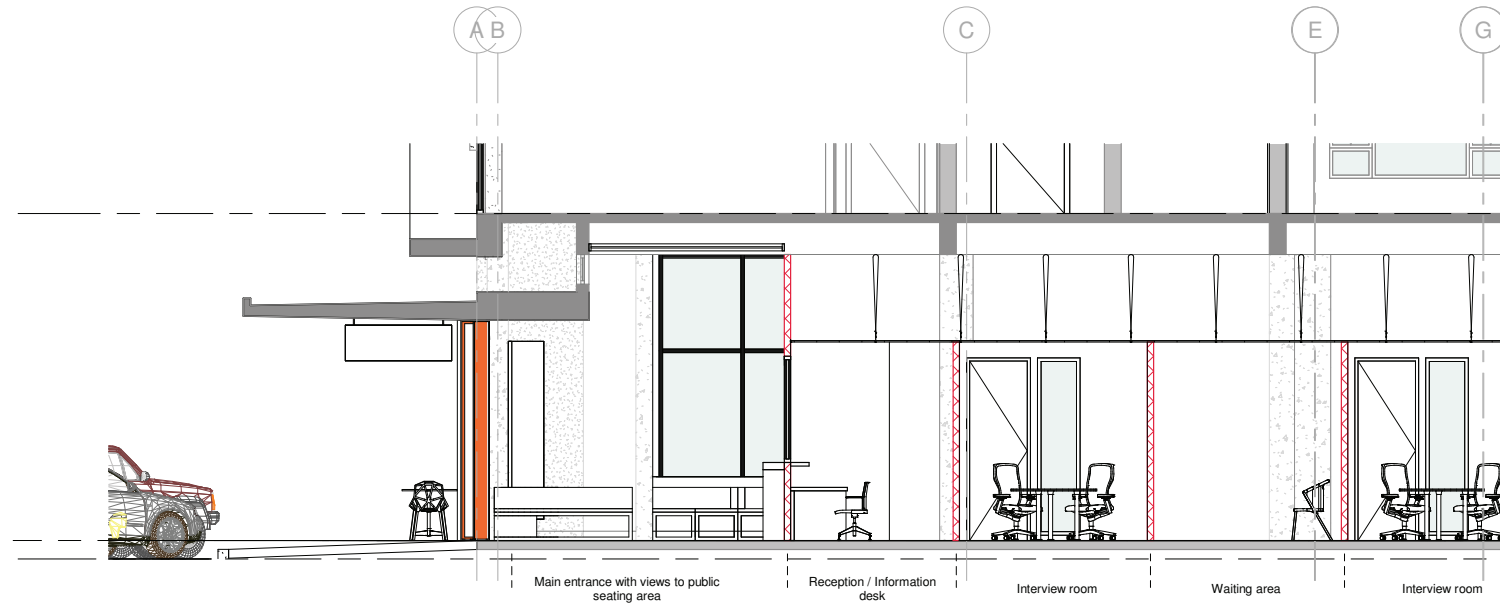 A B C E G
Main entrance with views to public
seating area
Reception / Information
desk
Interview room
Waiting area
Interview room